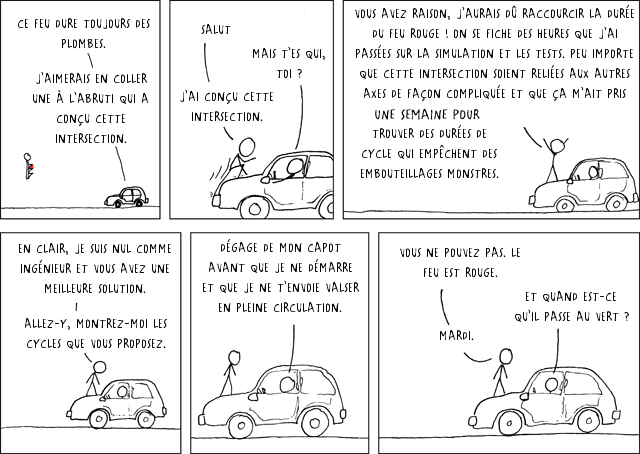 CE FEU DURE TOUJOURS DES
PLOMBES.
J'AIMERAIS EN COLLER
UNE À L'ABRUTI QUI A
CONÇU CETTE
INTERSECTION.
SALUT
MAIS T'ES QUI,
TOI ?
J'AI CONÇU CETTE
INTERSECTION.
VOUS AVEZ RAISON, J'AURAIS DÛ RACCOURCIR LA DURÉE
DU FEU ROUGE ! ON SE FICHE DES HEURES QUE J'AI
PASSÉES SUR LA SIMULATION ET LES TESTS. PEU IMPORTE
QUE CETTE INTERSECTION SOIENT RELIÉES AUX AUTRES
AXES DE FAÇON COMPLIQUÉE ET QUE ÇA M'AIT PRIS
UNE SEMAINE POUR
TROUVER DES DURÉES DE
CYCLE QUI EMPÊCHENT DES
EMBOUTEILLAGES MONSTRES.
EN CLAIR, JE SUIS NUL COMME
INGÉNIEUR ET VOUS AVEZ UNE
MEILLEURE SOLUTION.
ALLEZ-Y, MONTREZ-MOI LES
CYCLES QUE VOUS PROPOSEZ.
DÉGAGE DE MON CAPOT
AVANT QUE JE NE DÉMARRE
ET QUE JE NE T'ENVOIE VALSER
EN PLEINE CIRCULATION.
VOUS NE POUVEZ PAS. LE
FEU EST ROUGE.
ET QUAND EST-CE
QU'IL PASSE AU VERT ?
MARDI.